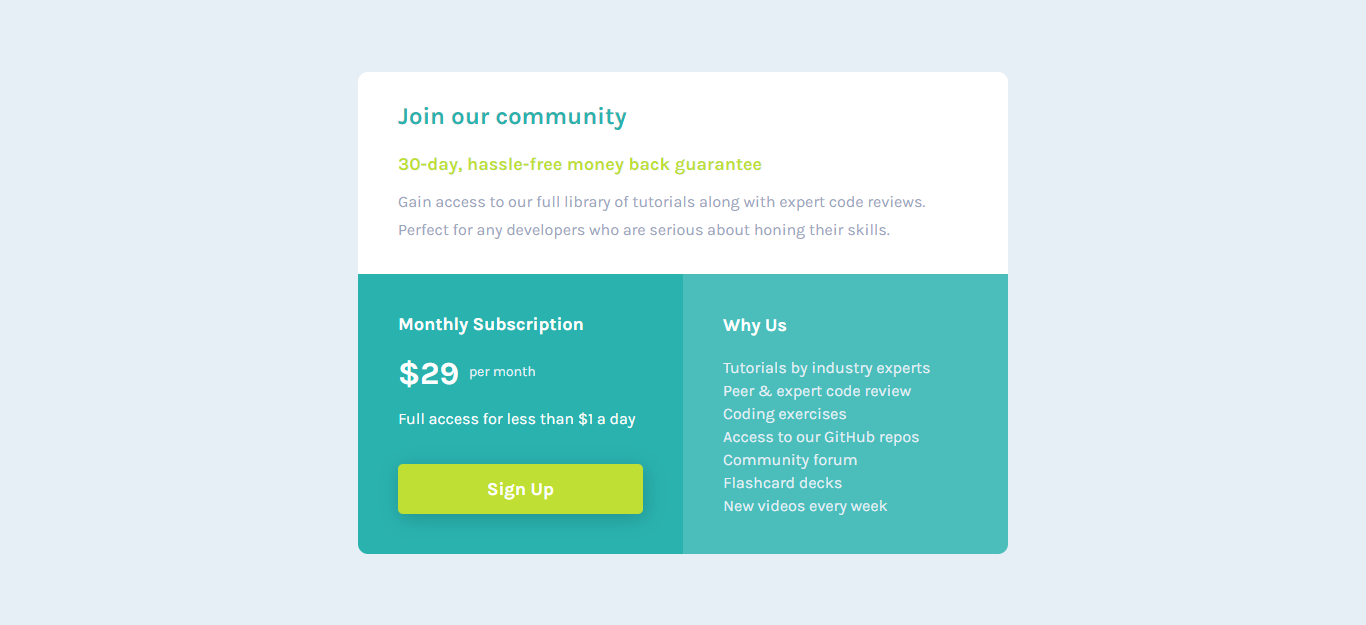 Join our community
30-day, hassle-free money back guarantee
Gain access to our full library of tutorials along with expert code reviews.
Perfect for any developers who are serious about honing their skills.
Monthly Subscription
$29 per month
Full access for less than $1 a day
Sign Up
Why Us
Tutorials by industry experts
Peer & expert code review
Coding exercises
Access to our GitHub repos
Community forum
Flashcard decks
New videos every week